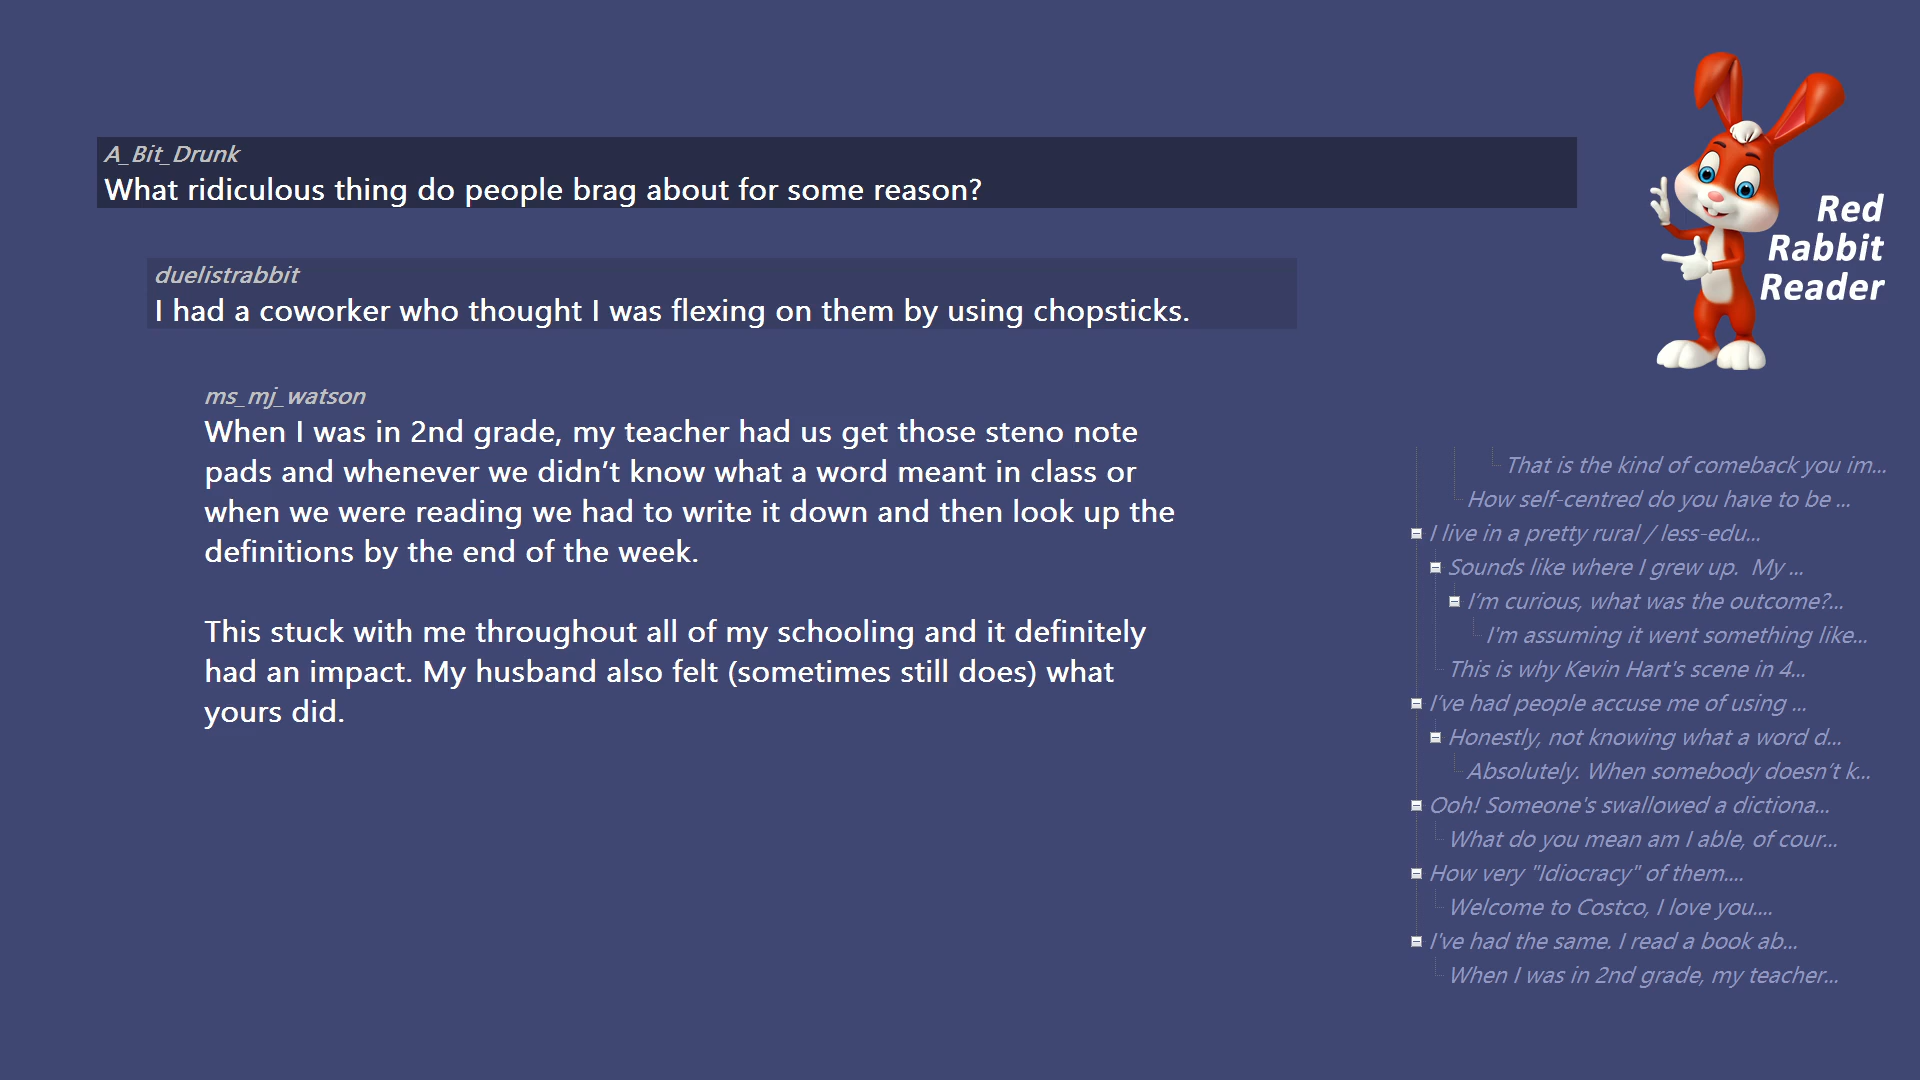 A_Bit_Drunk
What ridiculous thing do people brag about for some reason?
duelistrabbit
I had a coworker who thought I was flexing on them by using chopsticks.
ms_mj_watson
When I was in 2nd grade, my teacher had us get those steno note
pads and whenever we didn’t know what a word meant in class or
when we were reading we had to write it down and then look up the
definitions by the end of the week.
This stuck with me throughout all of my schooling and it definitely
had an impact. My husband also felt (sometimes still does) what
yours did.
Red
Rabbit
Reader
That is the kind of comeback you im...
How self-centred do you have to be ...
I live in a pretty rural / less-edu...
Sounds like where I grew up.  My ...
I’m curious, what was the outcome?...
I'm assuming it went something like...
This is why Kevin Hart's scene in 4...
I’ve had people accuse me of using ...
Honestly, not knowing what a word d...
Absolutely. When somebody doesn’t k...
Ooh! Someone's swallowed a dictiona...
What do you mean am I able, of cour...
How very "Idiocracy" of them....
Welcome to Costco, I love you....
I've had the same. I read a book ab...
When I was in 2nd grade, my teacher...